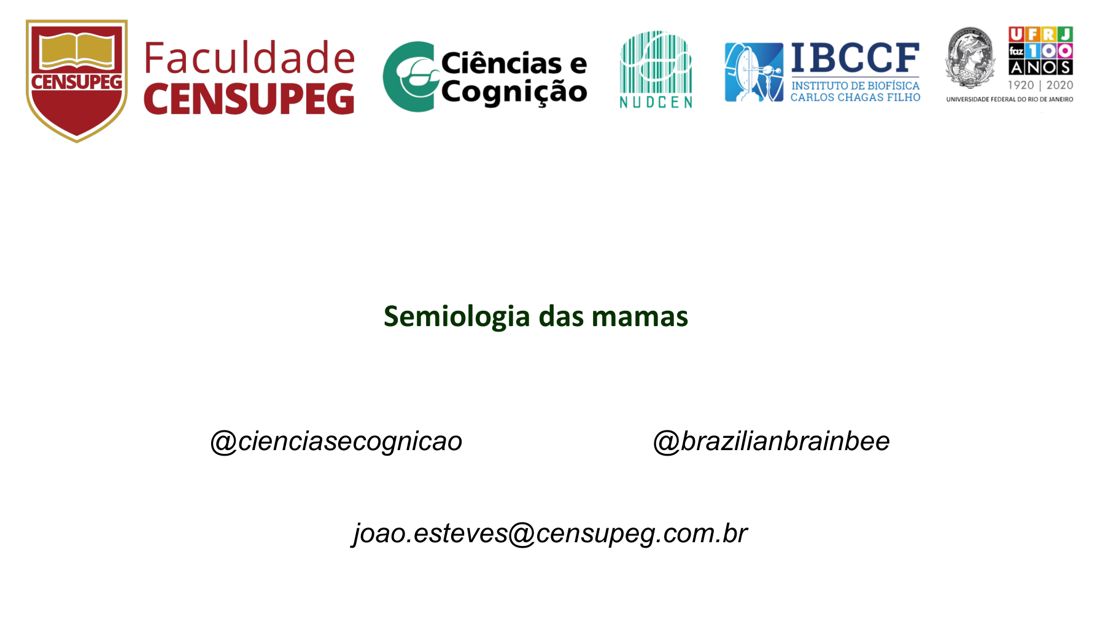 CENSUPEG
Faculdade
CENSUPEG
Ciências e
Cognição
NUDCEN
IBCCF
INSTITUTO DE BIOFÍSICA
CARLOS CHAGAS FILHO
UFRJ
faz 100
ANOS
1920 | 2020
UNIVERSIDADE FEDERAL DO RIO DE JANEIRO
Semiologia das mamas
@cienciasecognicao @brazilianbrainbee
joao.esteves@censupeg.com.br